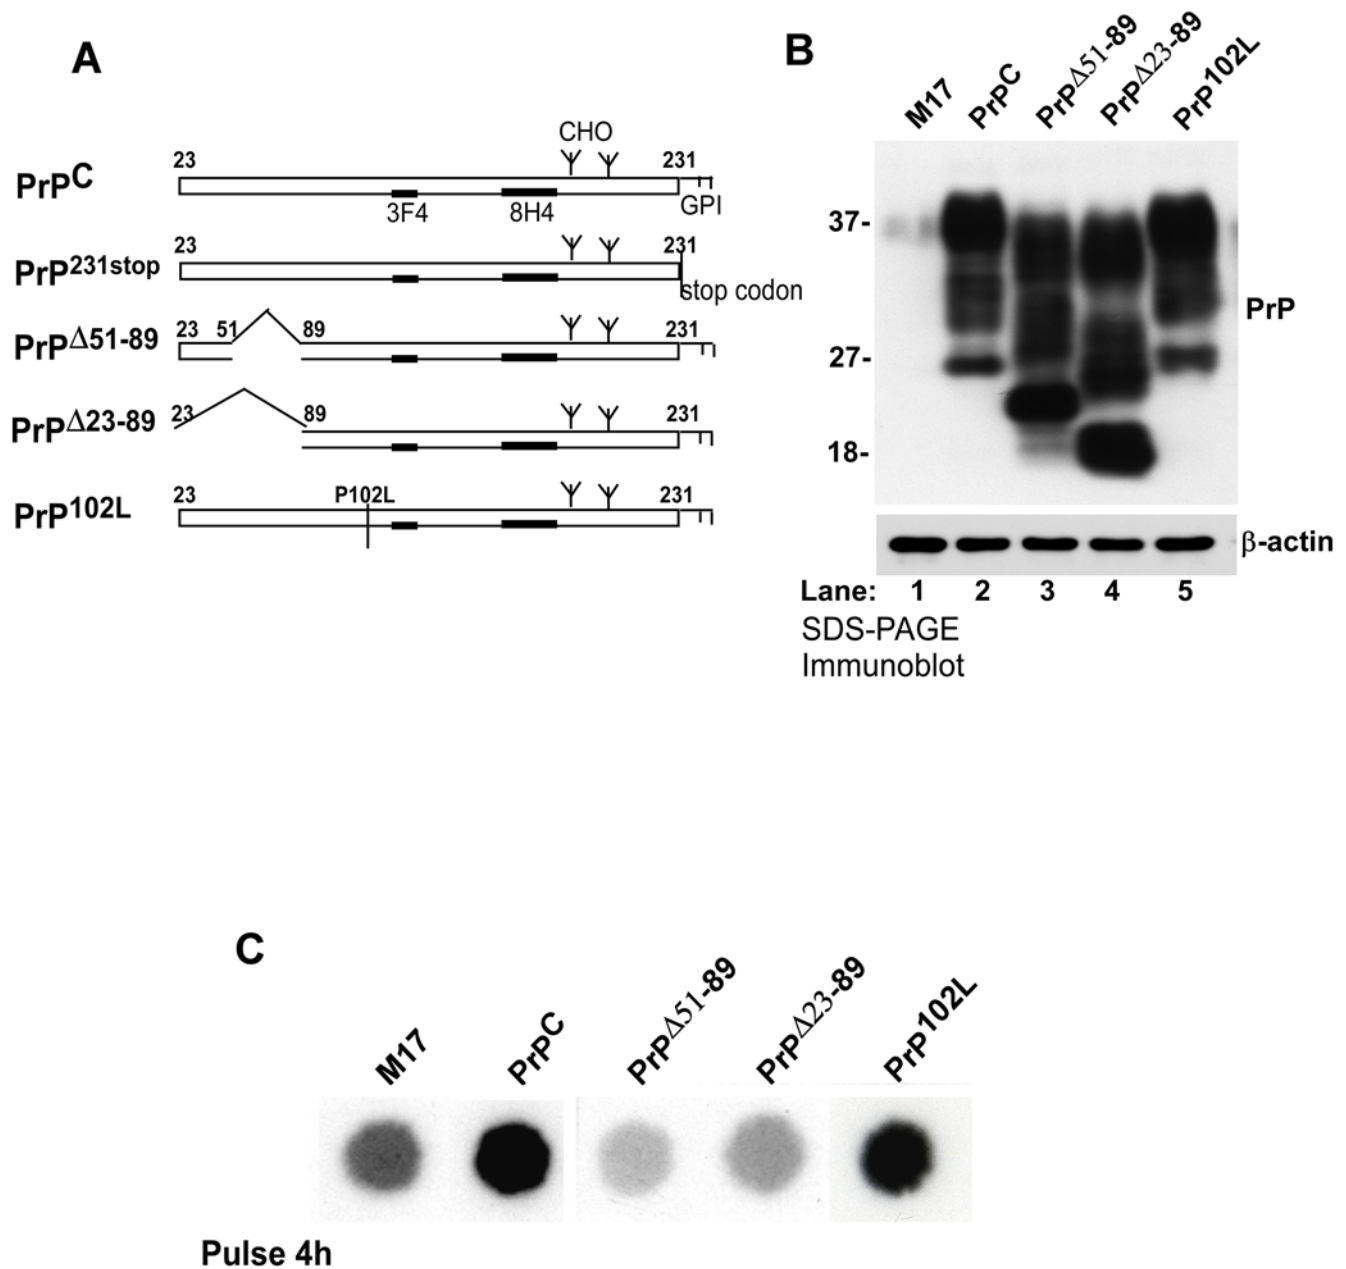 A
CHO
23 231
PrPC
3F4 8H4 GPI
23 231
PrP231stop
stop codon
23 51 89 231
PrPΔ51-89
23 89 231
PrPΔ23-89
23 P102L 231
PrP102L
B
M17 PrPC PrPΔ51-89 PrPΔ23-89 PrP102L
37-
PrP
27-
18-
β-actin
Lane: 1 2 3 4 5
SDS-PAGE
Immunoblot
C
M17 PrPC PrPΔ51-89 PrPΔ23-89 PrP102L
Pulse 4h